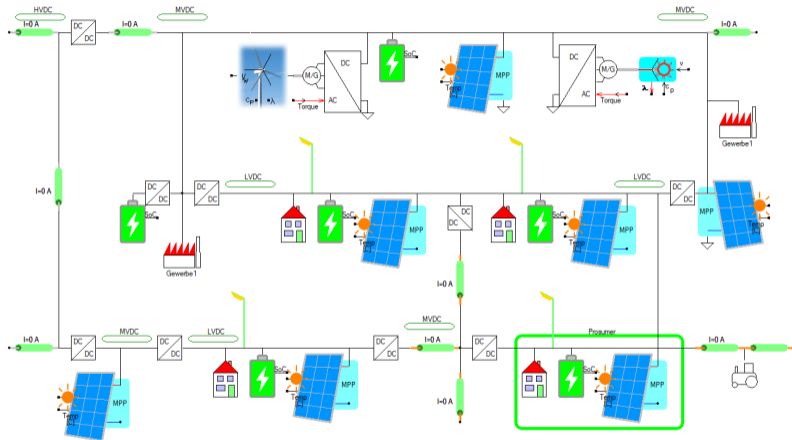 HVDC
MVDC
MVDC
I=0 A
I=0 A
I=0 A
DC
DC
SoC
DC
DC
M/G
M/G
MPP
Temp
v
λ
c p
c p
λ
AC
AC
Torque
Torque
Gewerbe1
I=0 A
DC
DC
DC
DC
LVDC
LVDC
DC
DC
SoC
SoC
SoC
DC
DC
MPP
MPP
MPP
Temp
Temp
Temp
Gewerbe1
I=0 A
I=0 A
MVDC
Prosumer
I=0 A
MVDC
LVDC
I=0 A
I=0 A
DC
DC
DC
DC
DC
DC
DC
DC
SoC
SoC
MPP
MPP
MPP
Temp
Temp
Temp
I=0 A